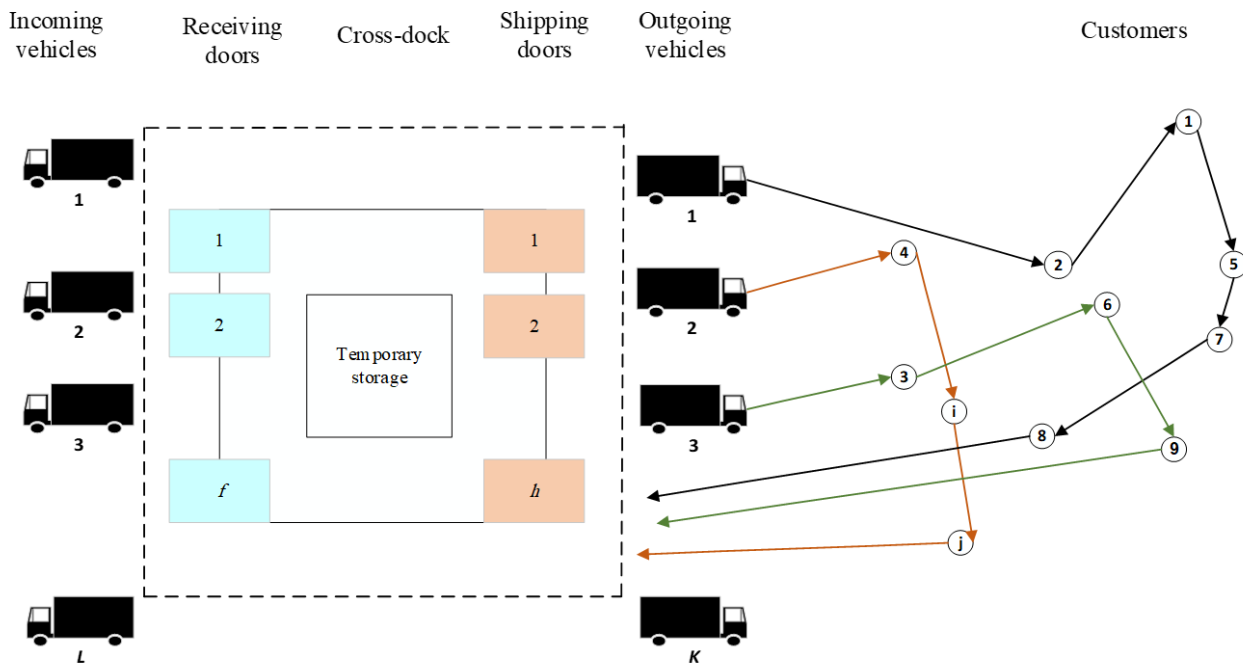 Incoming
vehicles
Receiving
doors
Cross-dock
Shipping
doors
Outgoing
vehicles
Customers
1
2
3
L
1
2
f
Temporary
storage
1
2
h
1
2
3
K
1
2
5
4
6
7
3
i
8
9
j